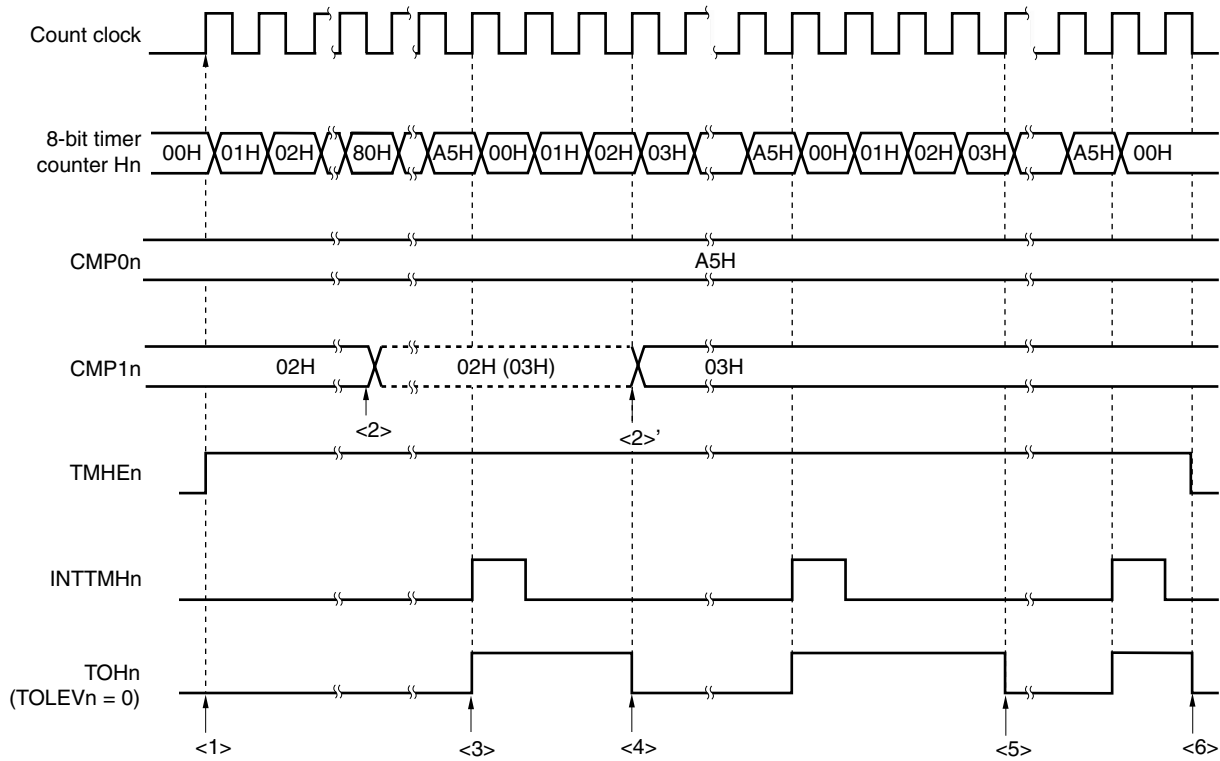 Count clock
8-bit timer
counter Hn
00H 01H 02H 80H A5H 00H 01H 02H 03H A5H 00H 01H 02H 03H A5H 00H
CMP0n
A5H
CMP1n
02H 02H (03H) 03H
<2> <2>’
TMHEn
INTTMHn
TOHn
(TOLEVn = 0)
<1> <3> <4> <5> <6>